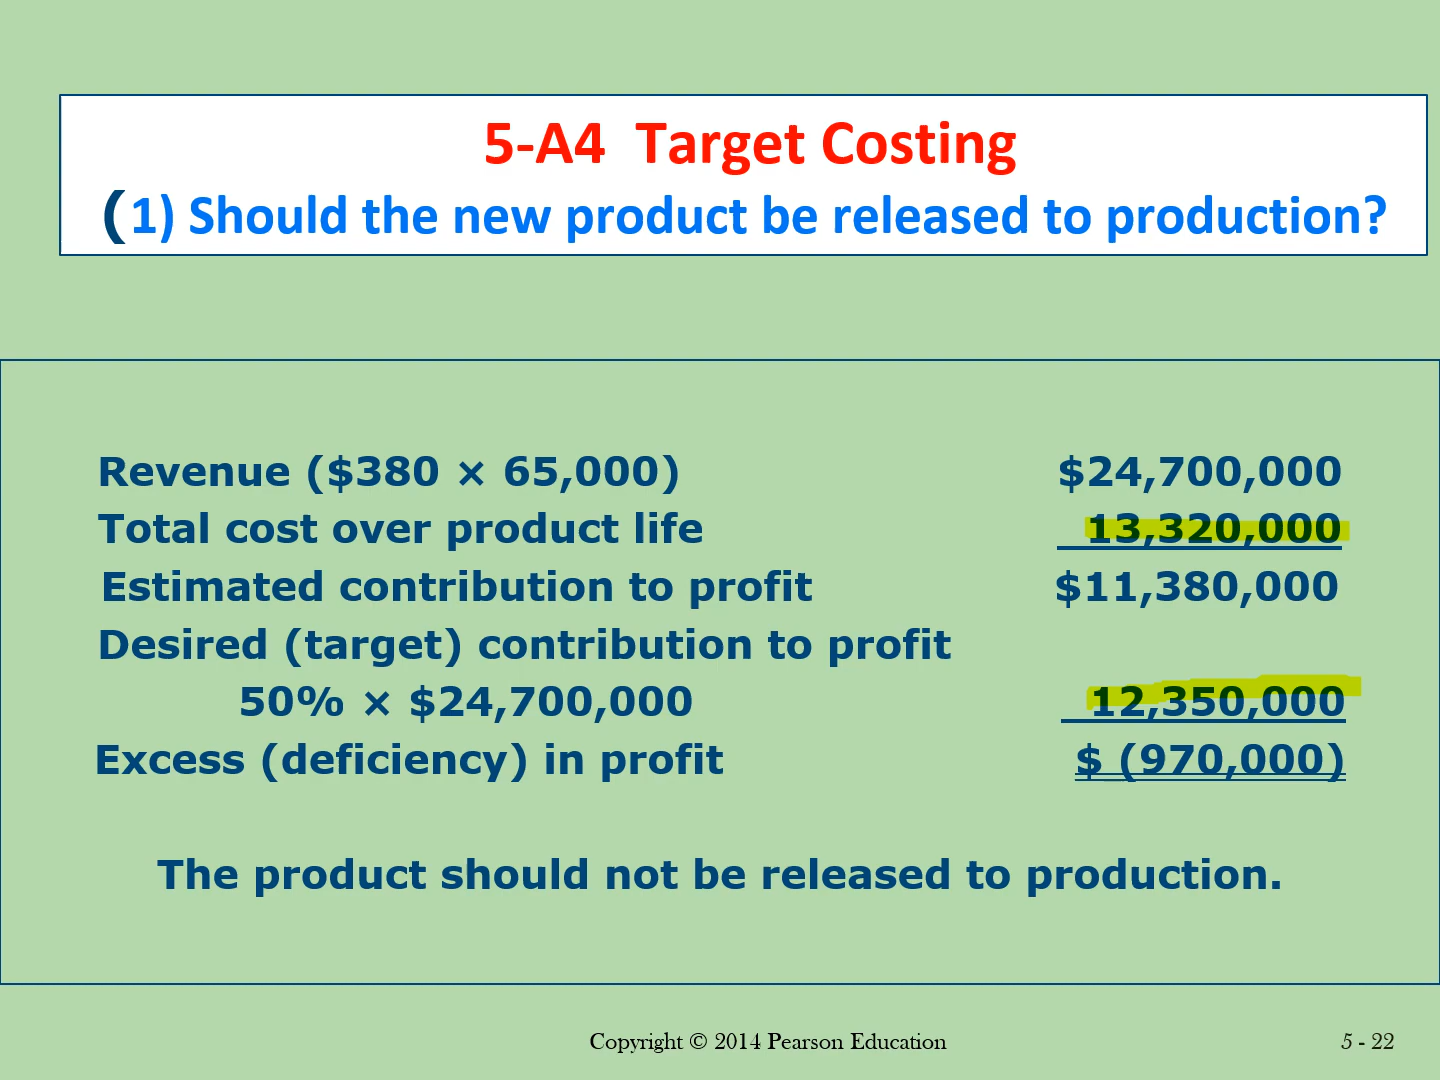 5-A4 Target Costing
(1) Should the new product be released to production?
Revenue ($380 × 65,000) $24,700,000
Total cost over product life 13,320,000
Estimated contribution to profit $11,380,000
Desired (target) contribution to profit
50% × $24,700,000 12,350,000
Excess (deficiency) in profit $ (970,000)
The product should not be released to production.
Copyright © 2014 Pearson Education 5 - 22